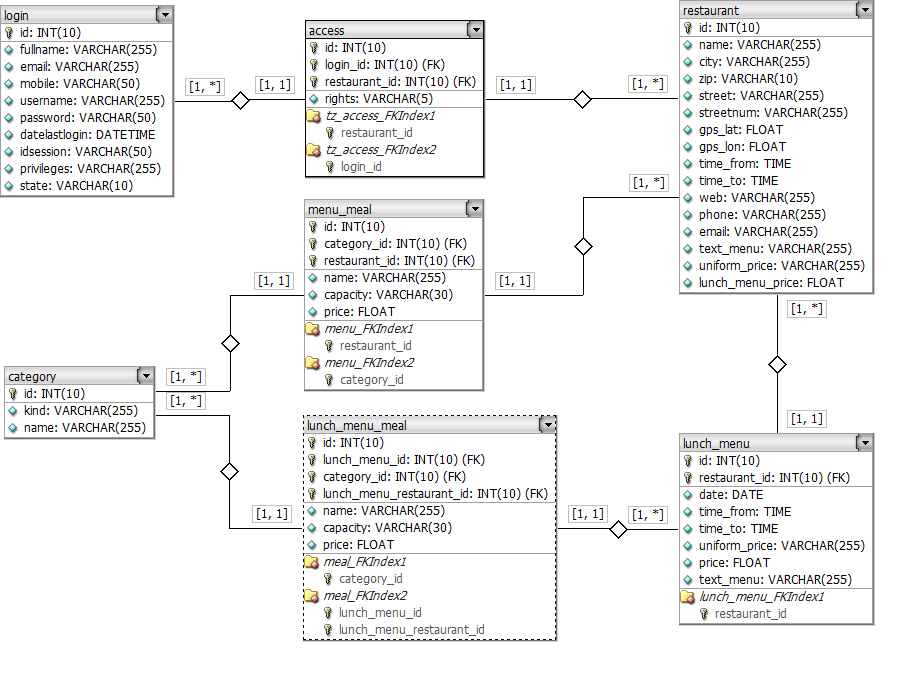 login
id: INT(10)
fullname: VARCHAR(255)
email: VARCHAR(255)
mobile: VARCHAR(50)
username: VARCHAR(255)
password: VARCHAR(50)
datelastlogin: DATETIME
idsession: VARCHAR(50)
privileges: VARCHAR(255)
state: VARCHAR(10)
[1, *]
[1, 1]
access
id: INT(10)
login_id: INT(10) (FK)
restaurant_id: INT(10) (FK)
rights: VARCHAR(5)
tz_access_FKIndex1
restaurant_id
tz_access_FKIndex2
login_id
[1, 1]
[1, *]
restaurant
id: INT(10)
name: VARCHAR(255)
city: VARCHAR(255)
zip: VARCHAR(10)
street: VARCHAR(255)
streetnum: VARCHAR(255)
gps_lat: FLOAT
gps_lon: FLOAT
time_from: TIME
time_to: TIME
web: VARCHAR(255)
phone: VARCHAR(255)
email: VARCHAR(255)
text_menu: VARCHAR(255)
uniform_price: VARCHAR(255)
lunch_menu_price: FLOAT
[1, *]
menu_meal
id: INT(10)
category_id: INT(10) (FK)
restaurant_id: INT(10) (FK)
name: VARCHAR(255)
capacity: VARCHAR(30)
price: FLOAT
menu_FKIndex1
restaurant_id
menu_FKIndex2
category_id
[1, 1]
[1, 1]
[1, *]
category
id: INT(10)
kind: VARCHAR(255)
name: VARCHAR(255)
[1, *]
[1, *]
[1, 1]
lunch_menu_meal
id: INT(10)
lunch_menu_id: INT(10) (FK)
category_id: INT(10) (FK)
lunch_menu_restaurant_id: INT(10) (FK)
name: VARCHAR(255)
capacity: VARCHAR(30)
price: FLOAT
meal_FKIndex1
category_id
meal_FKIndex2
lunch_menu_id
lunch_menu_restaurant_id
[1, 1]
[1, *]
[1, 1]
lunch_menu
id: INT(10)
restaurant_id: INT(10) (FK)
date: DATE
time_from: TIME
time_to: TIME
uniform_price: VARCHAR(255)
price: FLOAT
text_menu: VARCHAR(255)
lunch_menu_FKIndex1
restaurant_id